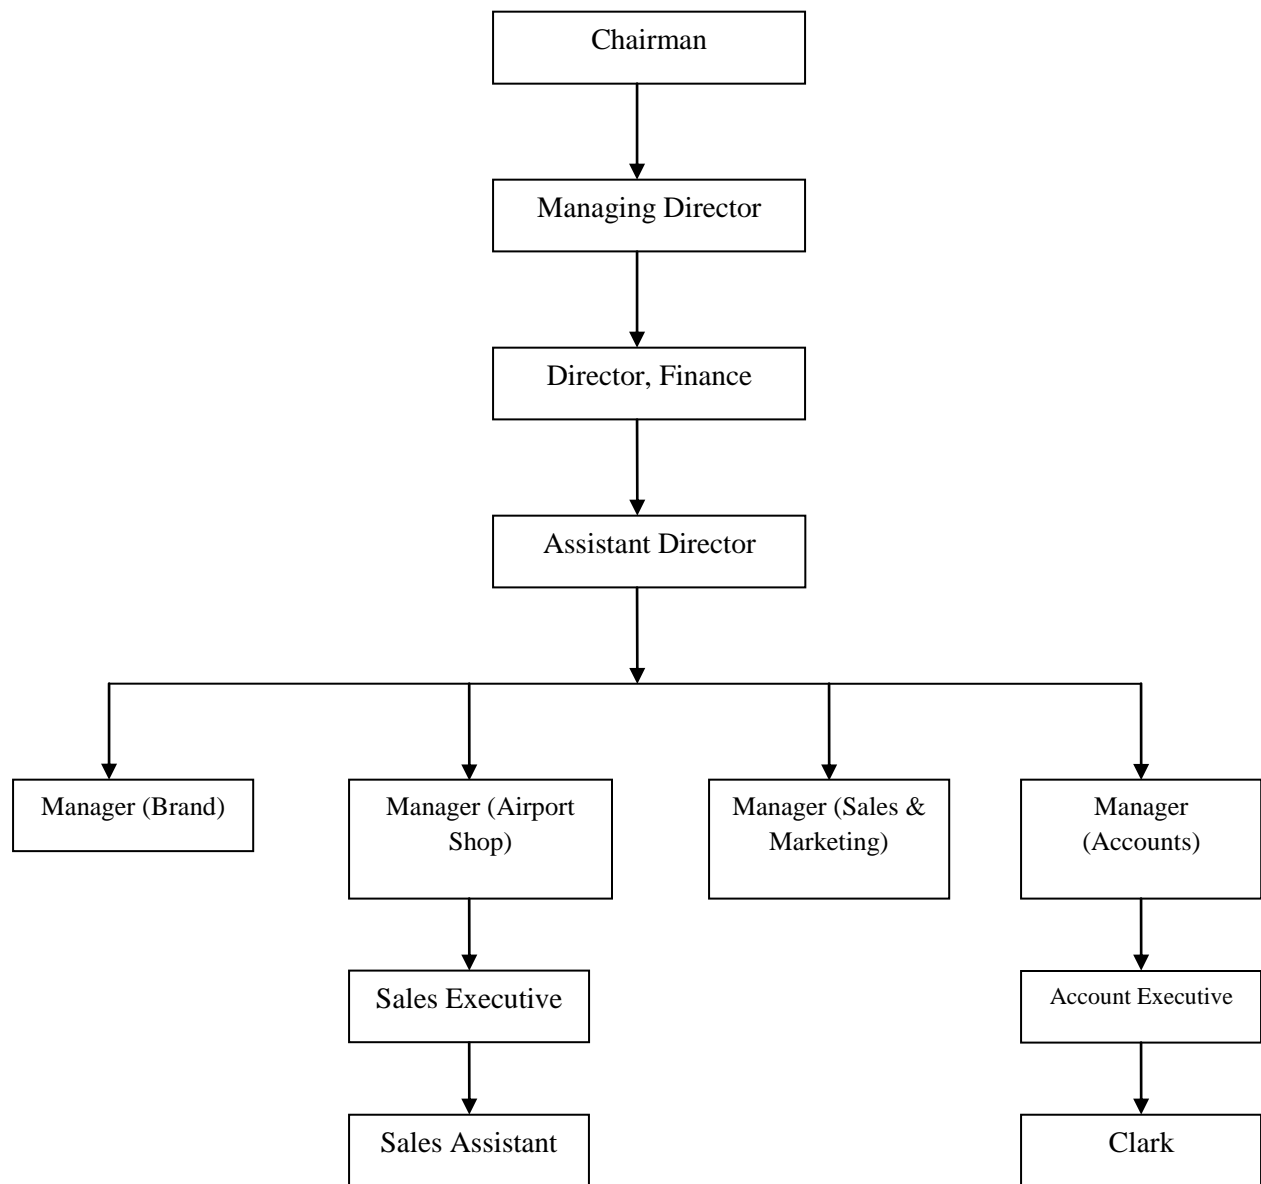 Chairman
Managing Director
Director, Finance
Assistant Director
Manager (Brand)
Manager (Airport
Shop)
Manager (Sales &
Marketing)
Manager
(Accounts)
Sales Executive
Account Executive
Sales Assistant
Clark